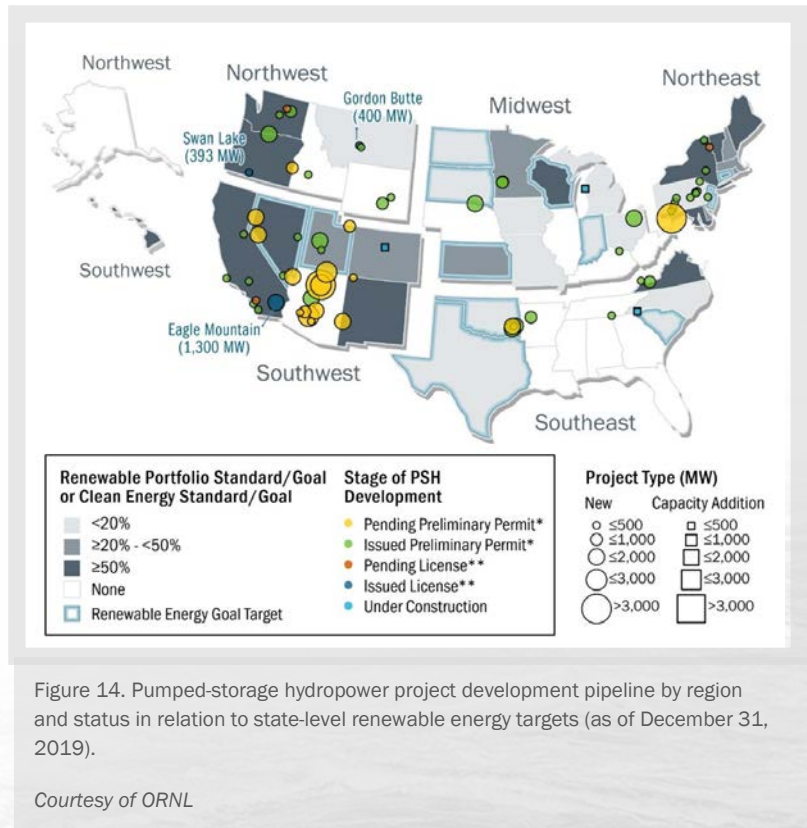 Northwest
Northwest
Gordon Butte
(400 MW)
Midwest
Northeast
Swan Lake
(393 MW)
Southwest
Eagle Mountain
(1,300 MW)
Southwest
Southeast
Renewable Portfolio Standard/Goal
or Clean Energy Standard/Goal
<20%
≥20% - <50%
≥50%
None
Renewable Energy Goal Target
Stage of PSH
Development
Pending Preliminary Permit*
Issued Preliminary Permit*
Pending License**
Issued License**
Under Construction
Project Type (MW)
New Capacity Addition
≤500 ≤500
≤1,000 ≤1,000
≤2,000 ≤2,000
≤3,000 ≤3,000
>3,000 >3,000
Figure 14. Pumped-storage hydropower project development pipeline by region
and status in relation to state-level renewable energy targets (as of December 31,
2019).
Courtesy of ORNL